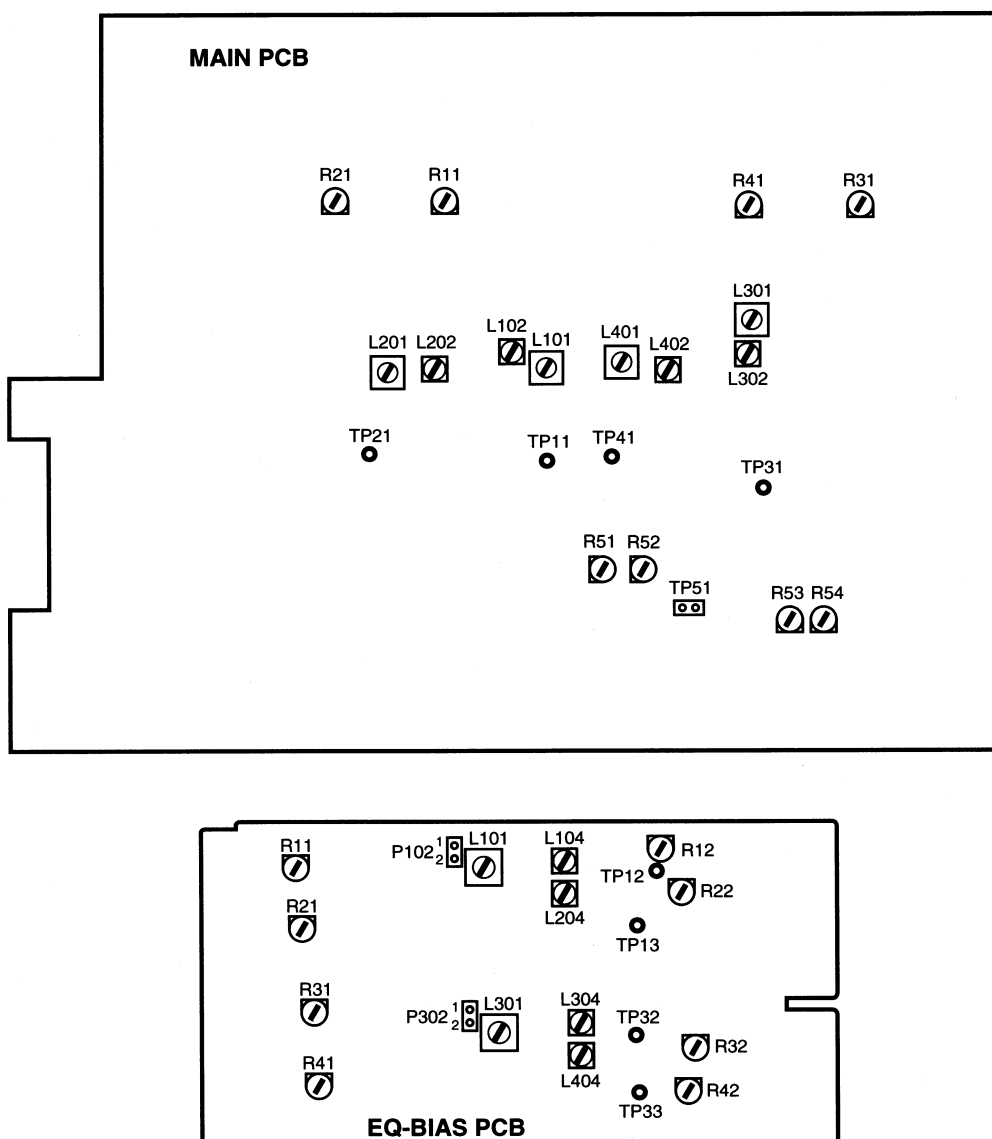 MAIN PCB
R21 R11
R41 R31
L301
L102
L401
L201 L202
L101
L402
L302
TP21
TP11
TP41
TP31
R51 R52
TP51
R53 R54
R11
P102
1
2
L101
L104
R12
TP12
R22
R21
L204
TP13
R31
P302
1
2
L301
L304
TP32
R32
R41
L404
R42
TP33
EQ-BIAS PCB